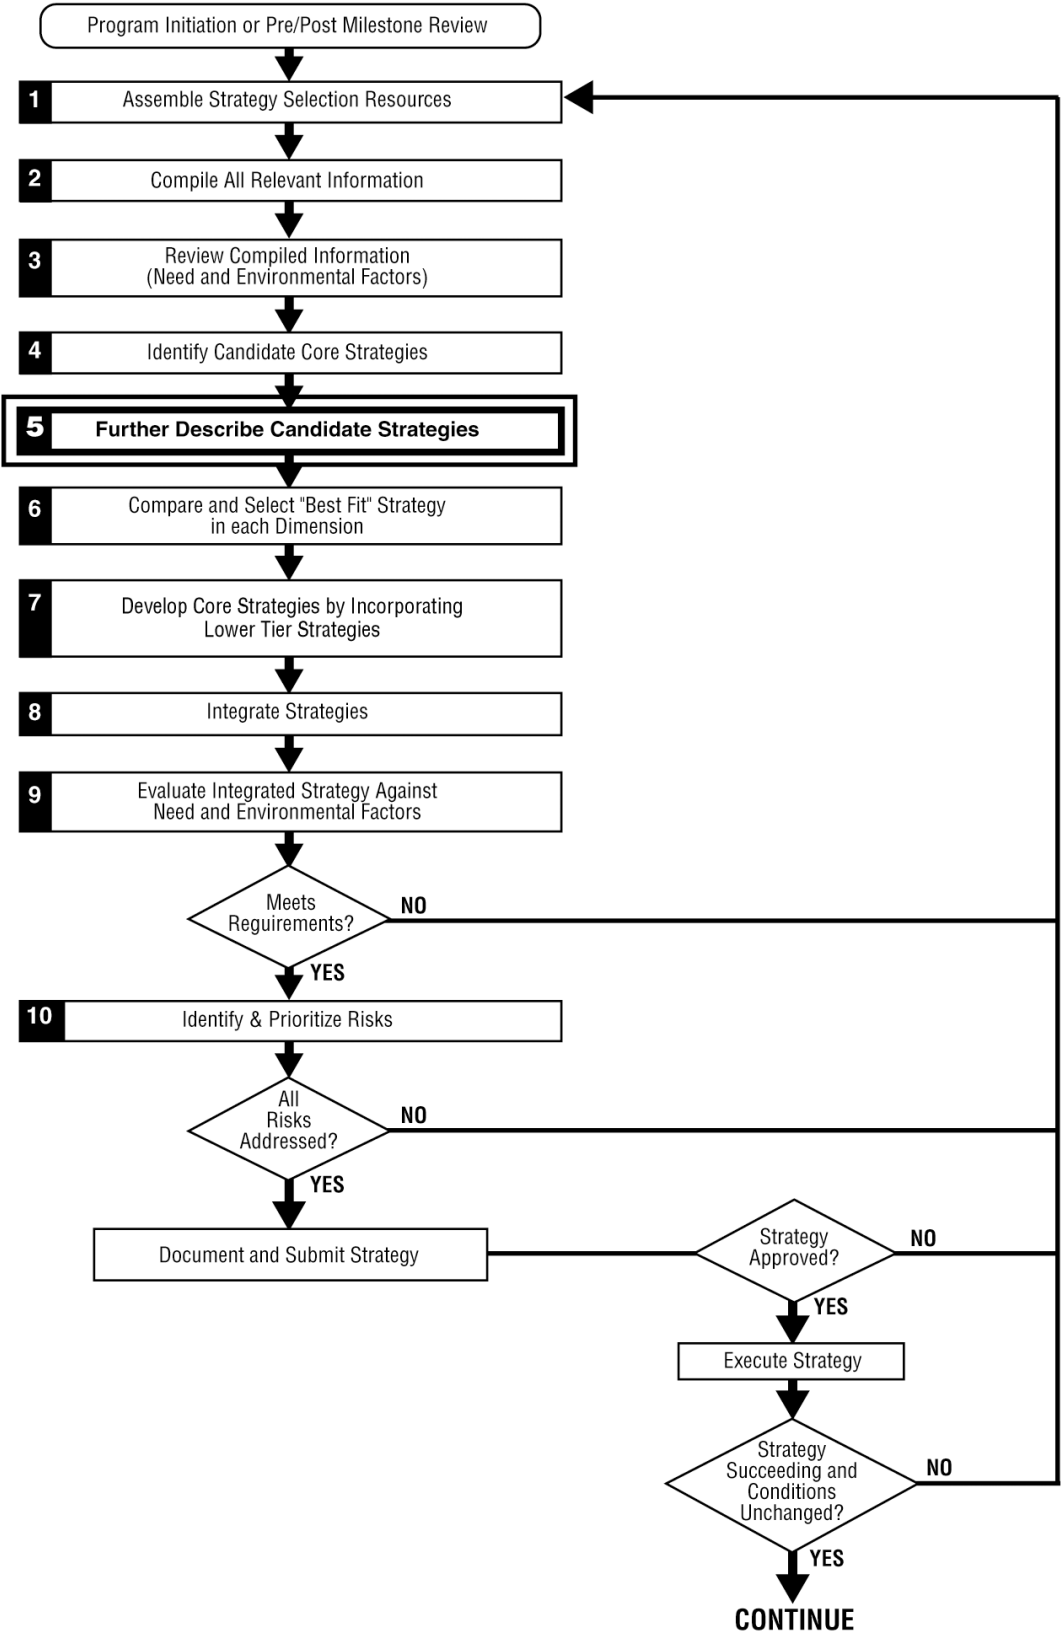 Program Initiation or Pre/Post Milestone Review
1
Assemble Strategy Selection Resources
2
Compile All Relevant Information
3
Review Compiled Information
(Need and Environmental Factors)
4
Identify Candidate Core Strategies
5
Further Describe Candidate Strategies
6
Compare and Select "Best Fit" Strategy
in each Dimension
7
Develop Core Strategies by Incorporating
Lower Tier Strategies
8
Integrate Strategies
9
Evaluate Integrated Strategy Against
Need and Environmental Factors
Meets
Reguirements?
NO
YES
10
Identify & Prioritize Risks
All
Risks
Addressed?
NO
YES
Document and Submit Strategy
Strategy
Approved?
NO
YES
Execute Strategy
Strategy
Succeeding and
Conditions
Unchanged?
NO
YES
CONTINUE